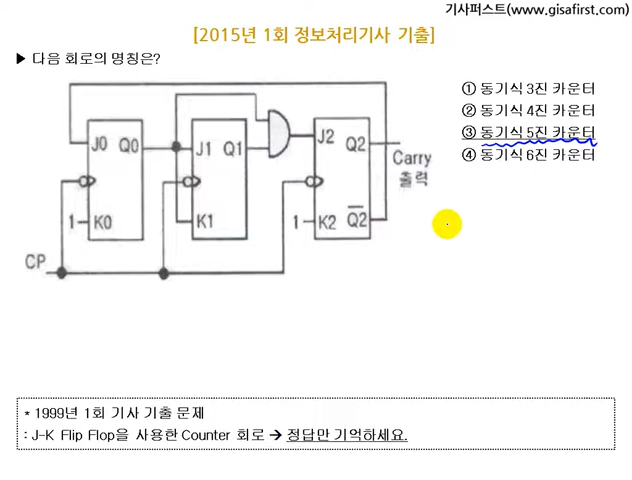 기사퍼스트(www.gisafirst.com)
[2015년 1회 정보처리기사 기출]
▶ 다음 회로의 명칭은?
① 동기식 3진 카운터
② 동기식 4진 카운터
③ 동기식 5진 카운터
④ 동기식 6진 카운터
J0 Q0 J1 Q1 J2 Q2
Carry
출력
1 K0 K1 1 K2 Q̅2
CP
* 1999년 1회 기사 기출 문제
: J-K Flip Flop을 사용한 Counter 회로 → 정답만 기억하세요.